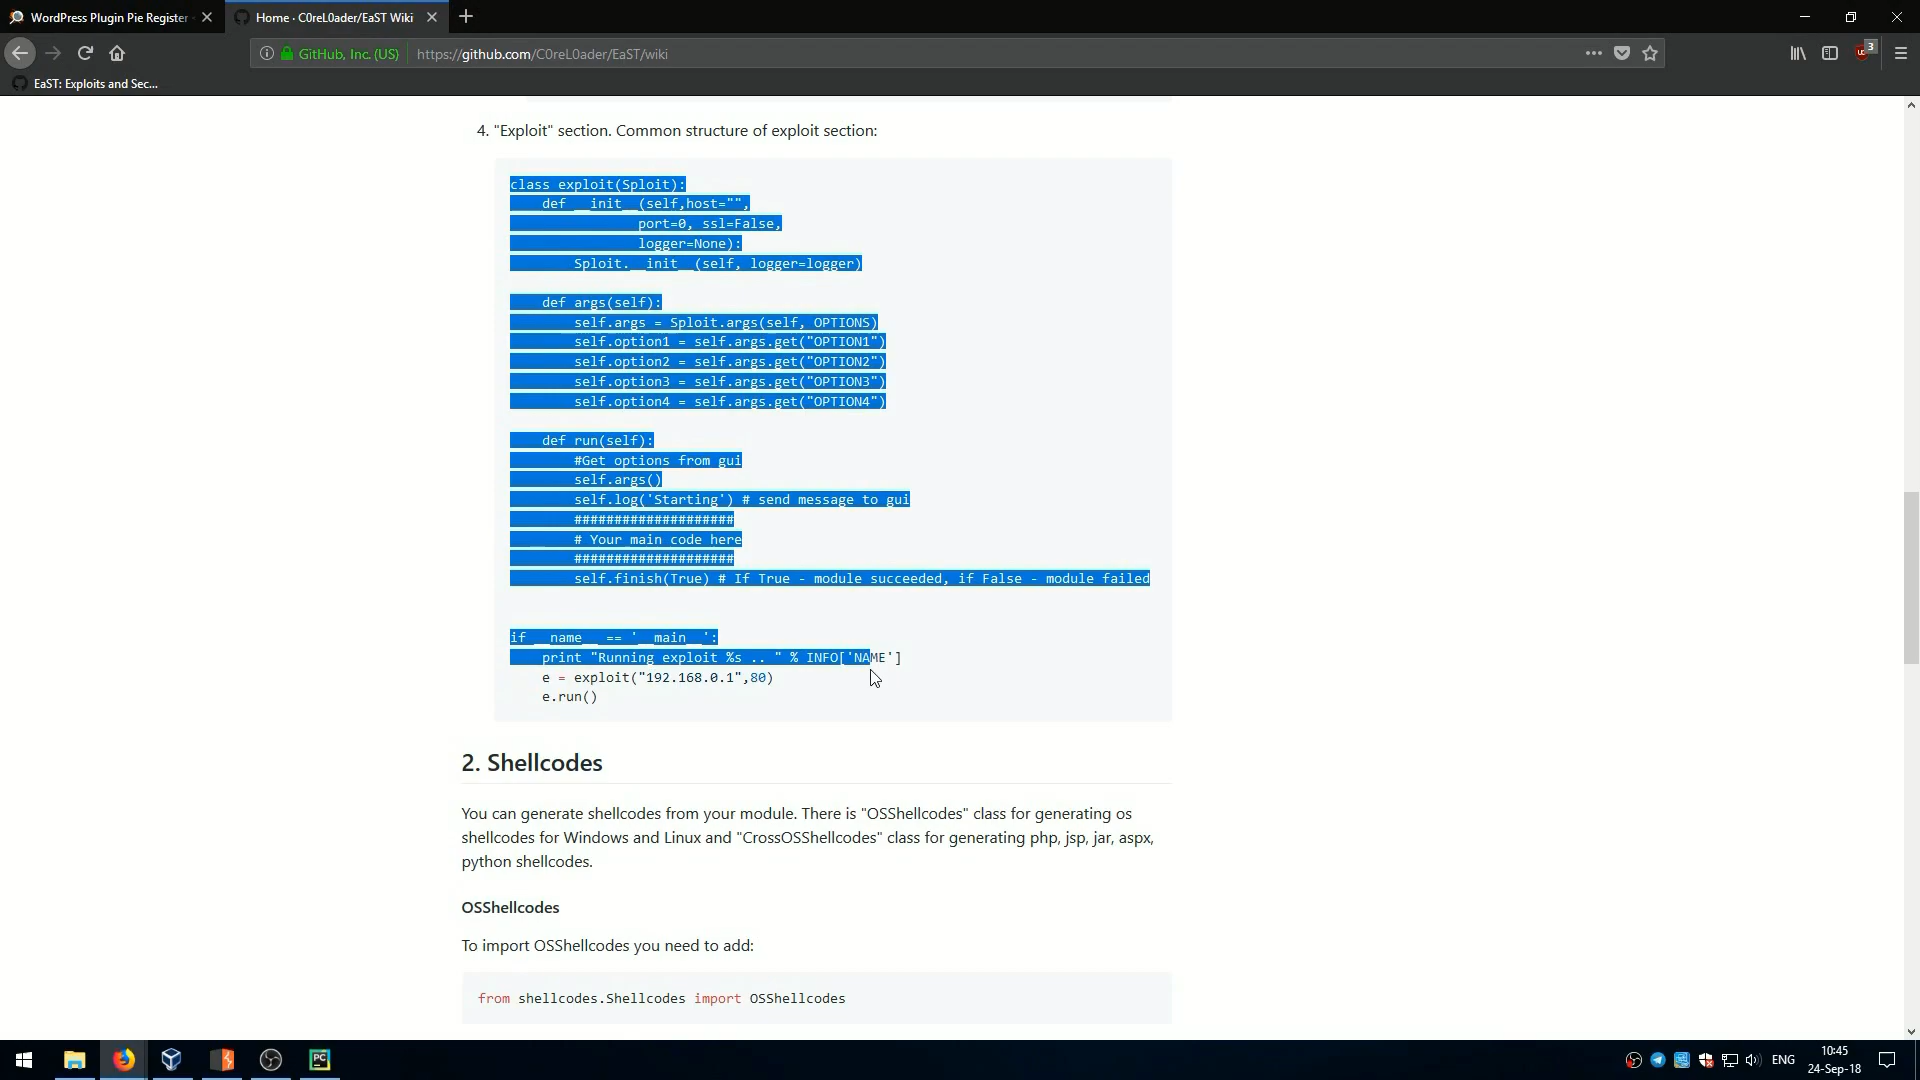 WordPress Plugin Pie Register
Home · C0reL0ader/EaST Wiki
GitHub, Inc. (US)
https://github.com/C0reL0ader/EaST/wiki
3
EaST: Exploits and Sec...
4. "Exploit" section. Common structure of exploit section:
class exploit(Sploit):
    def __init__(self,host="",
                port=0, ssl=False,
                logger=None):
        Sploit.__init__(self, logger=logger)
    def args(self):
        self.args = Sploit.args(self, OPTIONS)
        self.option1 = self.args.get("OPTION1")
        self.option2 = self.args.get("OPTION2")
        self.option3 = self.args.get("OPTION3")
        self.option4 = self.args.get("OPTION4")
    def run(self):
        #Get options from gui
        self.args()
        self.log('Starting') # send message to gui
        ####################
        # Your main code here
        ####################
        self.finish(True) # If True - module succeeded, if False - module failed
if __name__ == '__main__':
    print "Running exploit %s .. " % INFO['NAME']
    e = exploit("192.168.0.1",80)
    e.run()
2. Shellcodes
You can generate shellcodes from your module. There is "OSShellcodes" class for generating os
shellcodes for Windows and Linux and "CrossOSShellcodes" class for generating php, jsp, jar, aspx,
python shellcodes.
OSShellcodes
To import OSShellcodes you need to add:
from shellcodes.Shellcodes import OSShellcodes
PC
ENG
10:45
24-Sep-18